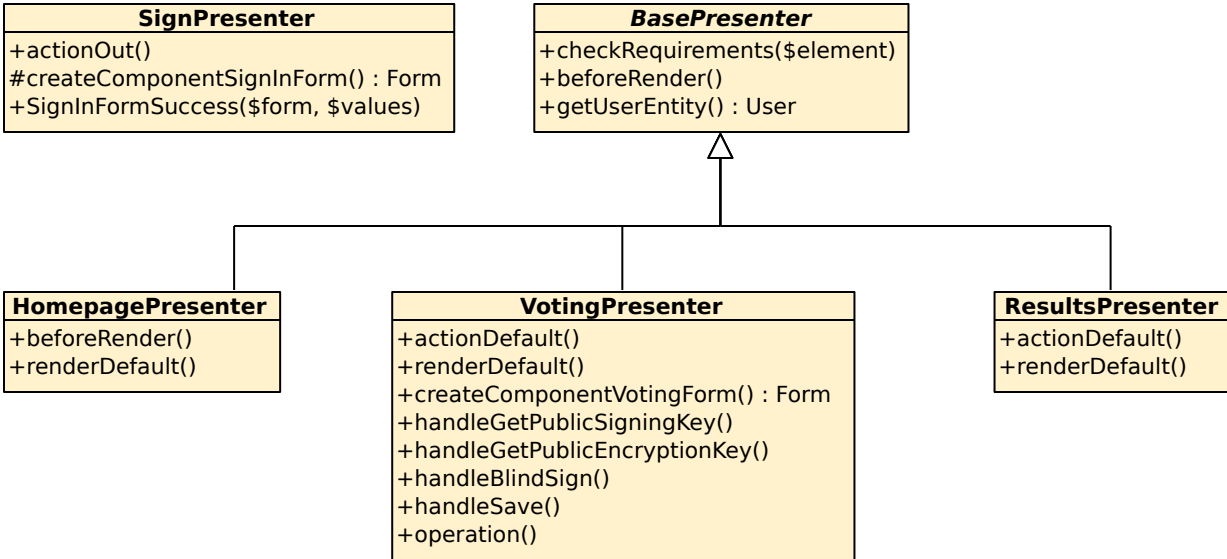 SignPresenter
+actionOut()
#createComponentSignInForm() : Form
+SignInFormSuccess($form, $values)
BasePresenter
+checkRequirements($element)
+beforeRender()
+getUserEntity() : User
HomepagePresenter
+beforeRender()
+renderDefault()
VotingPresenter
+actionDefault()
+renderDefault()
+createComponentVotingForm() : Form
+handleGetPublicSigningKey()
+handleGetPublicEncryptionKey()
+handleBlindSign()
+handleSave()
+operation()
ResultsPresenter
+actionDefault()
+renderDefault()